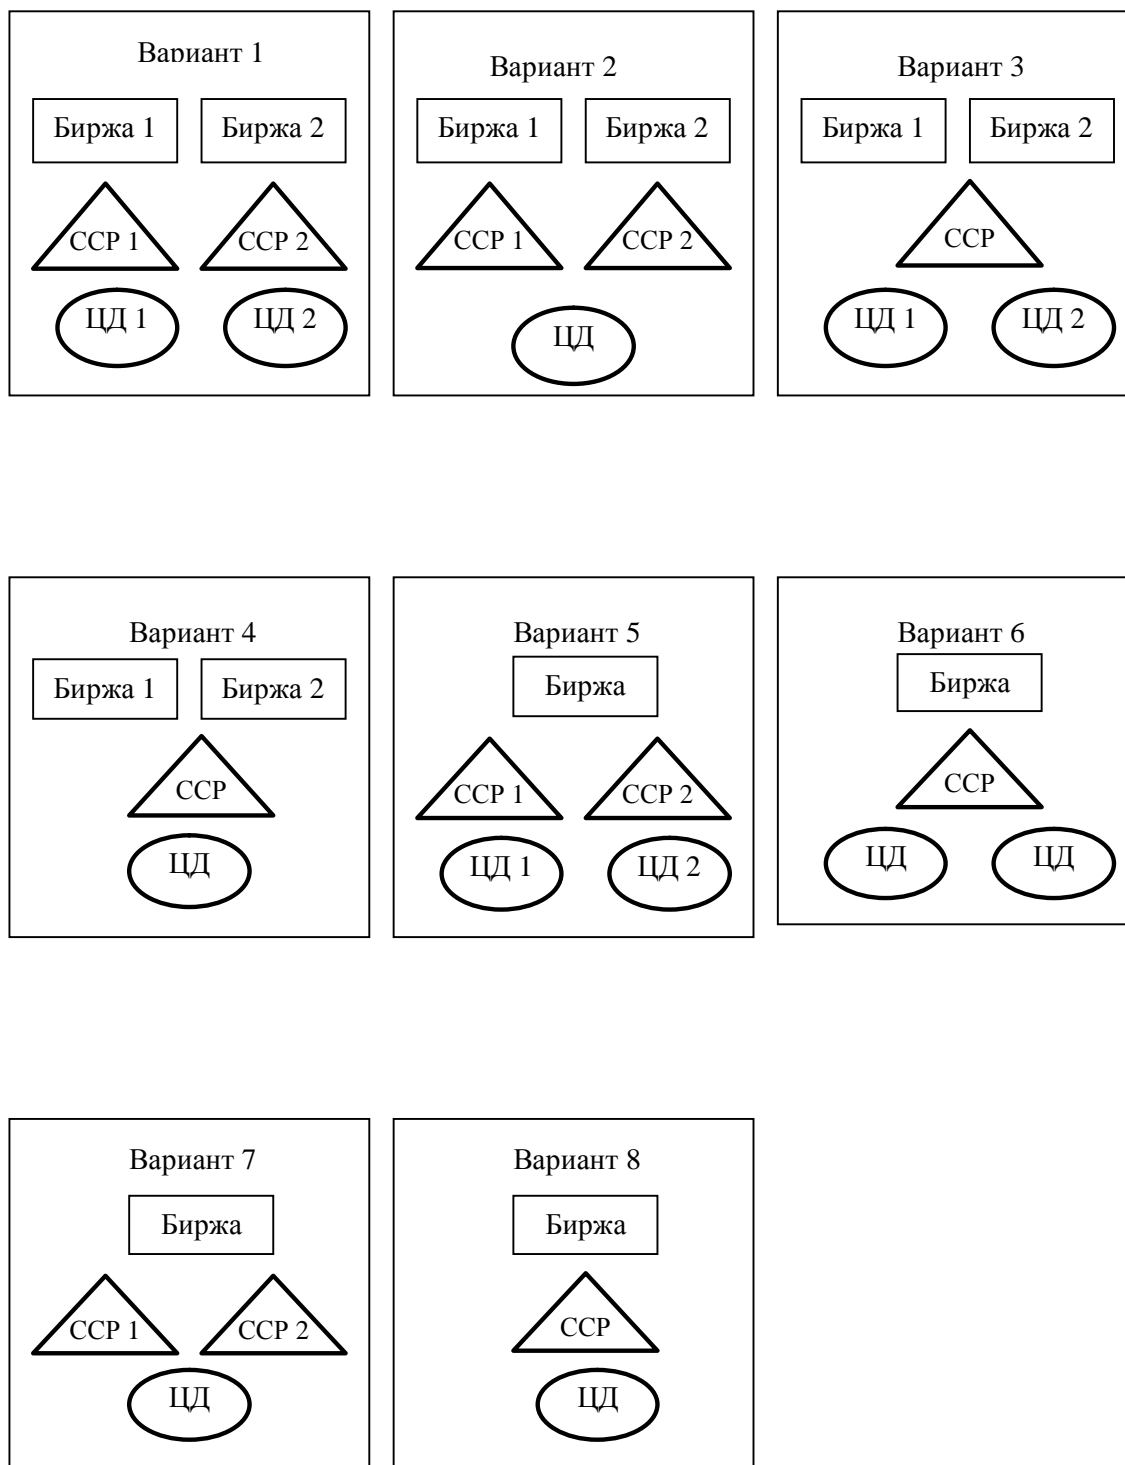 Вариант 1
Биржа 1
Биржа 2
ССР 1
ССР 2
ЦД 1
ЦД 2
Вариант 2
Биржа 1
Биржа 2
ССР 1
ССР 2
ЦД
Вариант 3
Биржа 1
Биржа 2
ССР
ЦД 1
ЦД 2
Вариант 4
Биржа 1
Биржа 2
ССР
ЦД
Вариант 5
Биржа
ССР 1
ССР 2
ЦД 1
ЦД 2
Вариант 6
Биржа
ССР
ЦД
ЦД
Вариант 7
Биржа
ССР 1
ССР 2
ЦД
Вариант 8
Биржа
ССР
ЦД